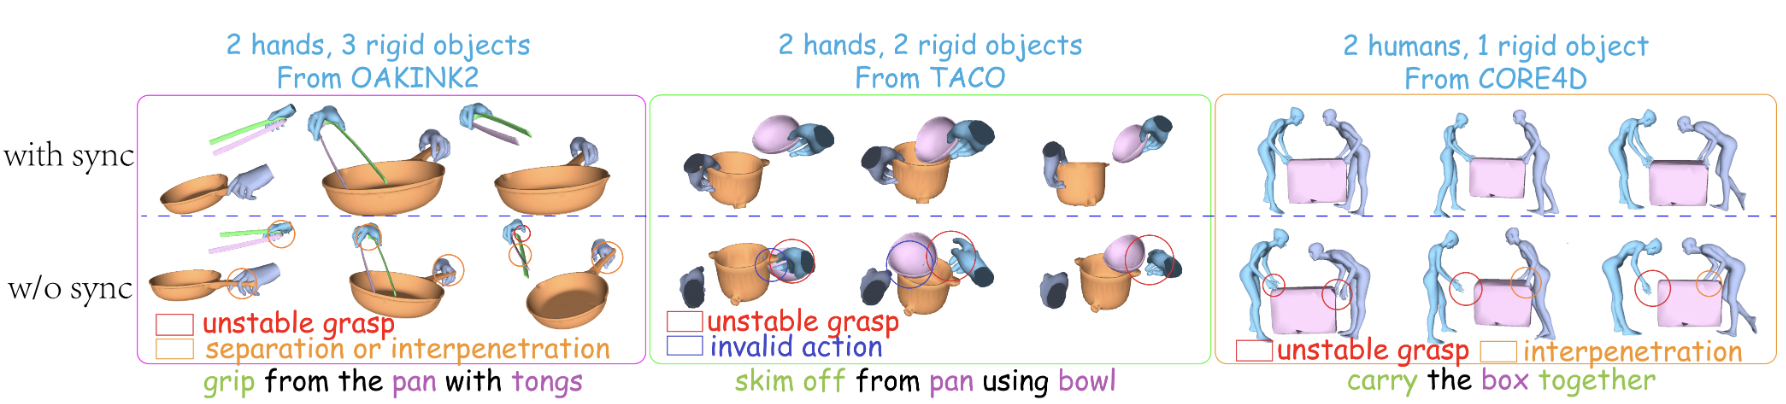 2 hands, 3 rigid objects
From OAKINK2
2 hands, 2 rigid objects
From TACO
2 humans, 1 rigid object
From CORE4D
with sync
w/o sync
unstable grasp
separation or interpenetration
unstable grasp
invalid action
unstable grasp
interpenetration
grip from the pan with tongs
skim off from pan using bowl
carry the box together